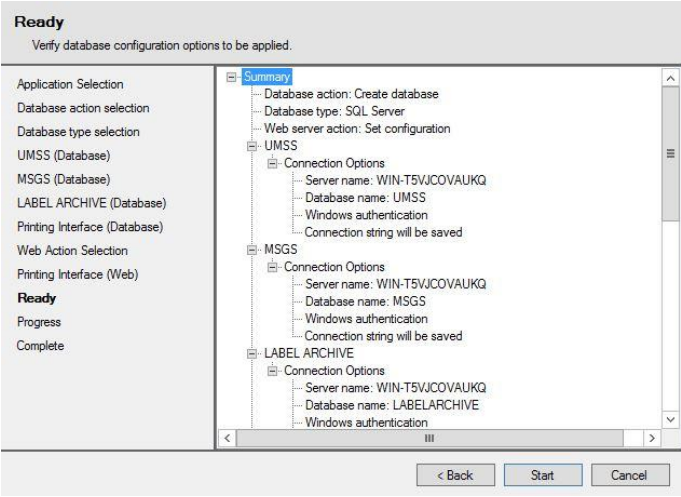 Ready
Verify database configuration options to be applied.
Application Selection
Database action selection
Database type selection
UMSS (Database)
MSGS (Database)
LABEL ARCHIVE (Database)
Printing Interface (Database)
Web Action Selection
Printing Interface (Web)
Ready
Progress
Complete
Summary
Database action: Create database
Database type: SQL Server
Web server action: Set configuration
UMSS
Connection Options
Server name: WIN-T5VJCOVAUKQ
Database name: UMSS
Windows authentication
Connection string will be saved
MSGS
Connection Options
Server name: WIN-T5VJCOVAUKQ
Database name: MSGS
Windows authentication
Connection string will be saved
LABEL ARCHIVE
Connection Options
Server name: WIN-T5VJCOVAUKQ
Database name: LABELARCHIVE
Windows authentication
< Back
Start
Cancel